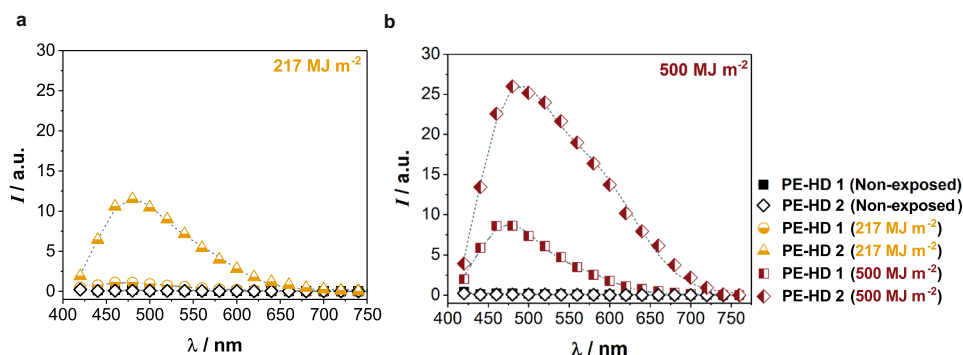 a
30
25
20
15
10
5
0
I / a.u.
217 MJ m⁻²
400 450 500 550 600 650 700 750
λ / nm
b
30
25
20
15
10
5
0
I / a.u.
500 MJ m⁻²
400 450 500 550 600 650 700 750
λ / nm
PE-HD 1 (Non-exposed)
PE-HD 2 (Non-exposed)
PE-HD 1 (217 MJ m⁻²)
PE-HD 2 (217 MJ m⁻²)
PE-HD 1 (500 MJ m⁻²)
PE-HD 2 (500 MJ m⁻²)